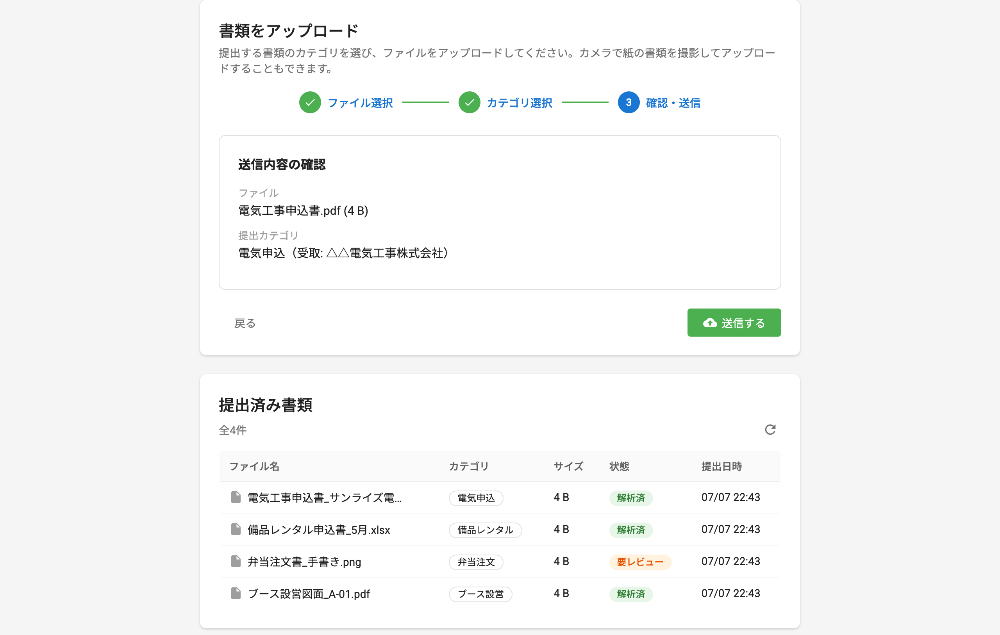 書類をアップロード
提出する書類のカテゴリを選び、ファイルをアップロードしてください。カメラで紙の書類を撮影してアップロー
ドすることもできます。
ファイル選択 カテゴリ選択 3 確認・送信
送信内容の確認
ファイル
電気工事申込書.pdf (4 B)
提出カテゴリ
電気申込（受取: △△電気工事株式会社）
戻る 送信する
提出済み書類
全4件
ファイル名 カテゴリ サイズ 状態 提出日時
電気工事申込書_サンライズ電... 電気申込 4 B 解析済 07/07 22:43
備品レンタル申込書_5月.xlsx 備品レンタル 4 B 解析済 07/07 22:43
弁当注文書_手書き.png 弁当注文 4 B 要レビュー 07/07 22:43
ブース設営図面_A-01.pdf ブース設営 4 B 解析済 07/07 22:43